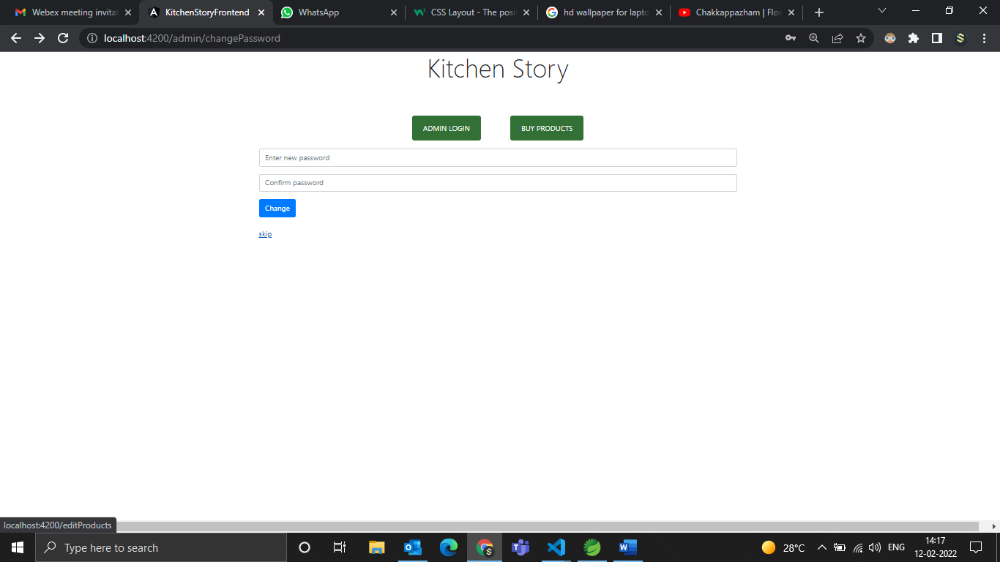 Webex meeting invita
KitchenStoryFrontend
WhatsApp
CSS Layout - The posi
hd wallpaper for lapto
Chakkappazham | Flow
localhost:4200/admin/changePassword
Kitchen Story
ADMIN LOGIN
BUY PRODUCTS
Enter new password
Confirm password
Change
skip
localhost:4200/editProducts
Type here to search
28°C
ENG
14:17
12-02-2022